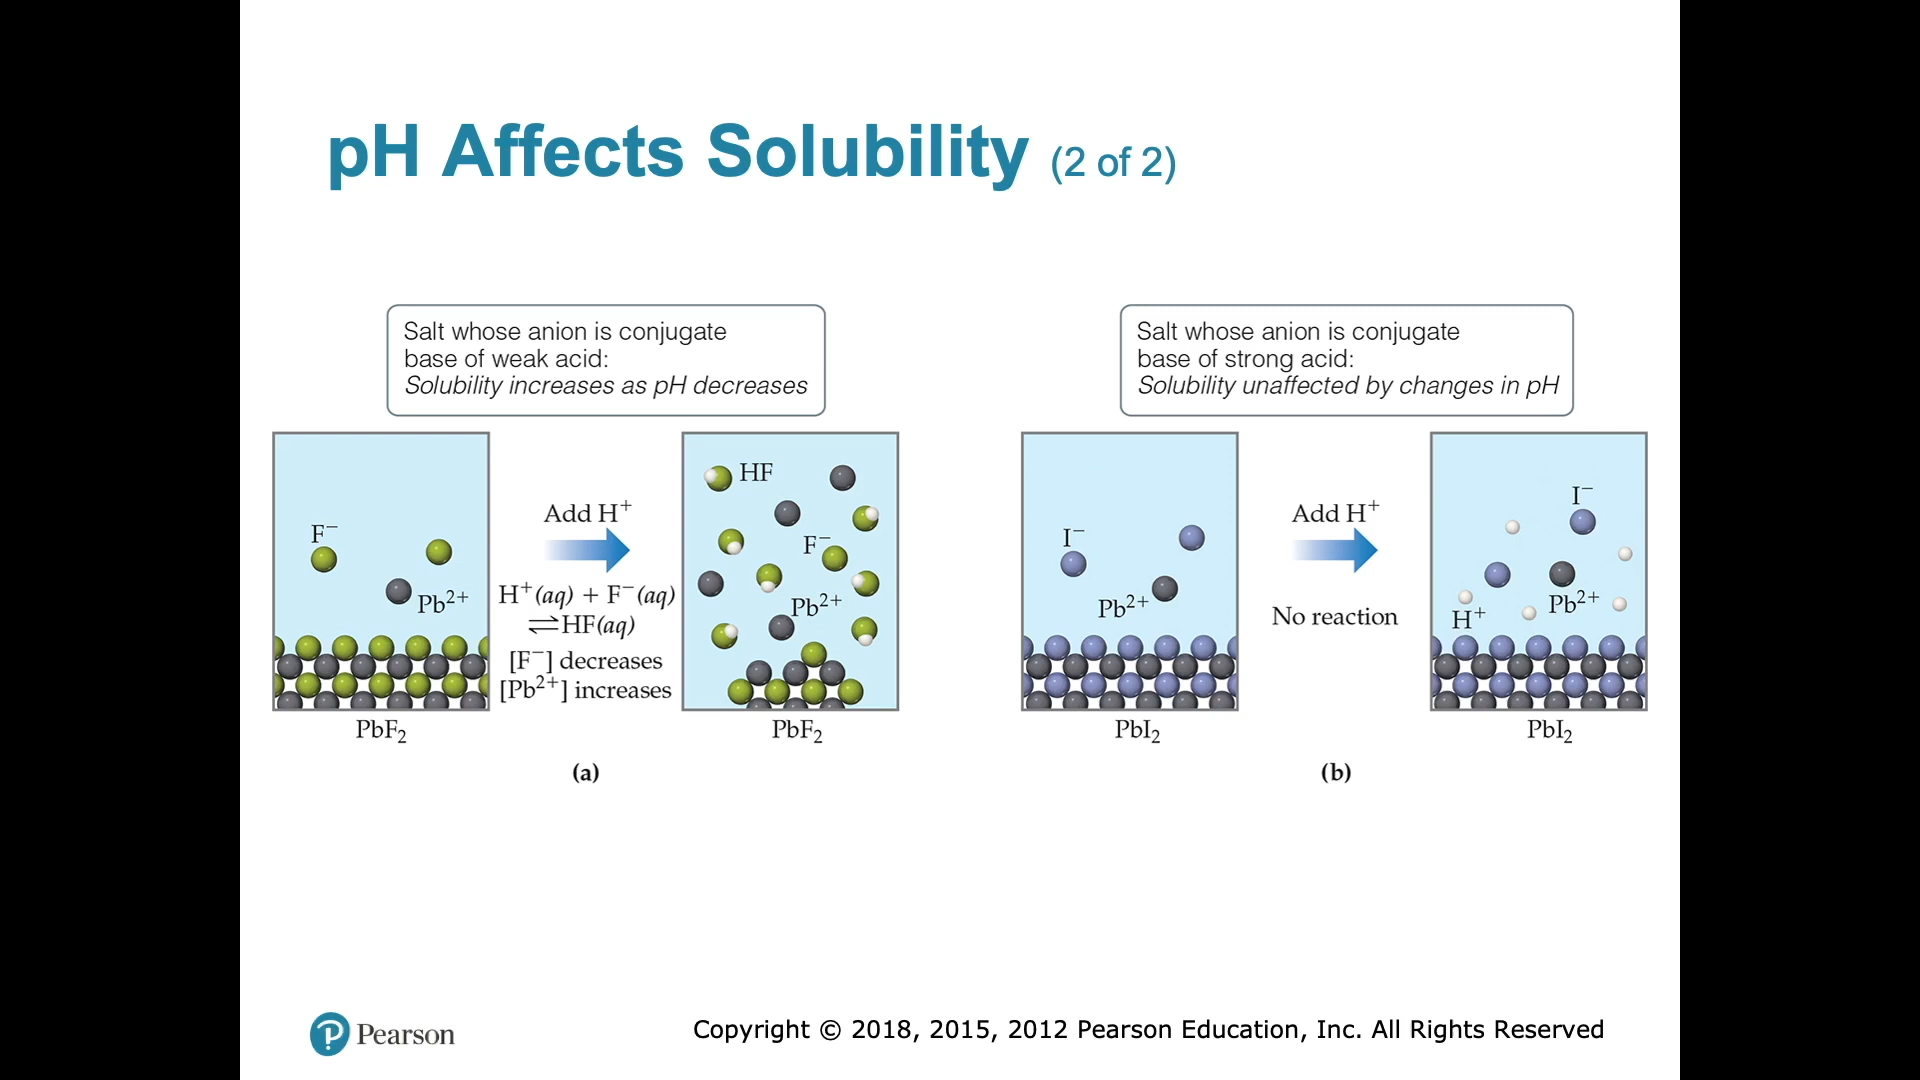 pH Affects Solubility (2 of 2)
Salt whose anion is conjugate
base of weak acid:
Solubility increases as pH decreases
F⁻
Pb²⁺
PbF₂
Add H⁺
H⁺(aq) + F⁻(aq)
⇌HF(aq)
[F⁻] decreases
[Pb²⁺] increases
HF
F⁻
Pb²⁺
PbF₂
(a)
Salt whose anion is conjugate
base of strong acid:
Solubility unaffected by changes in pH
I⁻
Pb²⁺
PbI₂
Add H⁺
No reaction
I⁻
Pb²⁺
H⁺
PbI₂
(b)
P Pearson
Copyright © 2018, 2015, 2012 Pearson Education, Inc. All Rights Reserved